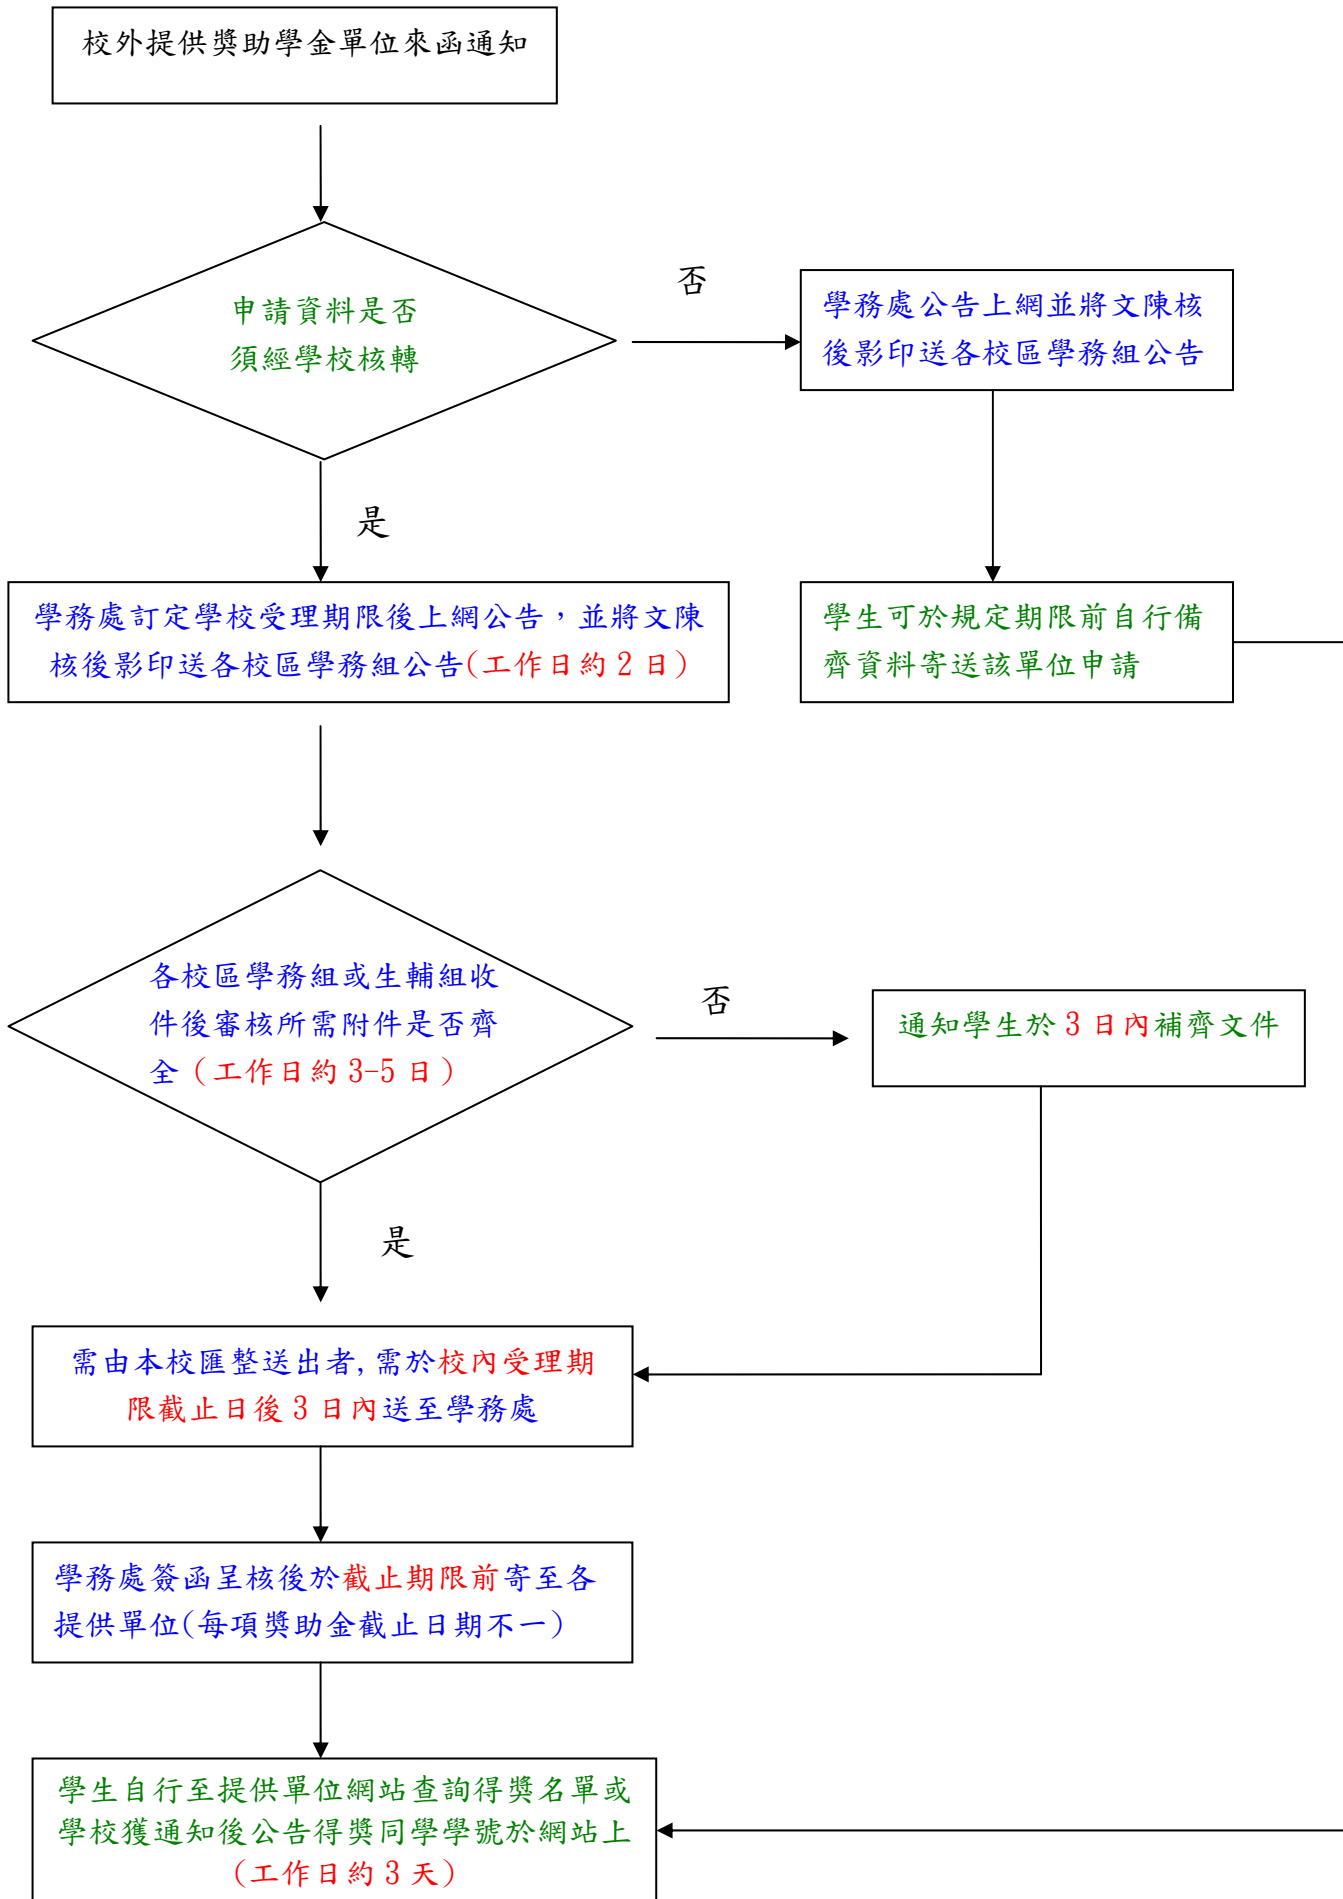 校外提供獎助學金單位來函通知
申請資料是否
須經學校核轉
否
學務處公告上網並將文陳核
後影印送各校區學務組公告
是
學務處訂定學校受理期限後上網公告，並將文陳
核後影印送各校區學務組公告(工作日約 2 日)
學生可於規定期限前自行備
齊資料寄送該單位申請
各校區學務組或生輔組收
件後審核所需附件是否齊
全（工作日約 3-5 日）
否
通知學生於 3 日內補齊文件
是
需由本校匯整送出者,需於校內受理期
限截止日後 3 日內送至學務處
學務處簽函呈核後於截止期限前寄至各
提供單位(每項獎助金截止日期不一)
學生自行至提供單位網站查詢得獎名單或
學校獲通知後公告得獎同學學號於網站上
(工作日約 3 天)